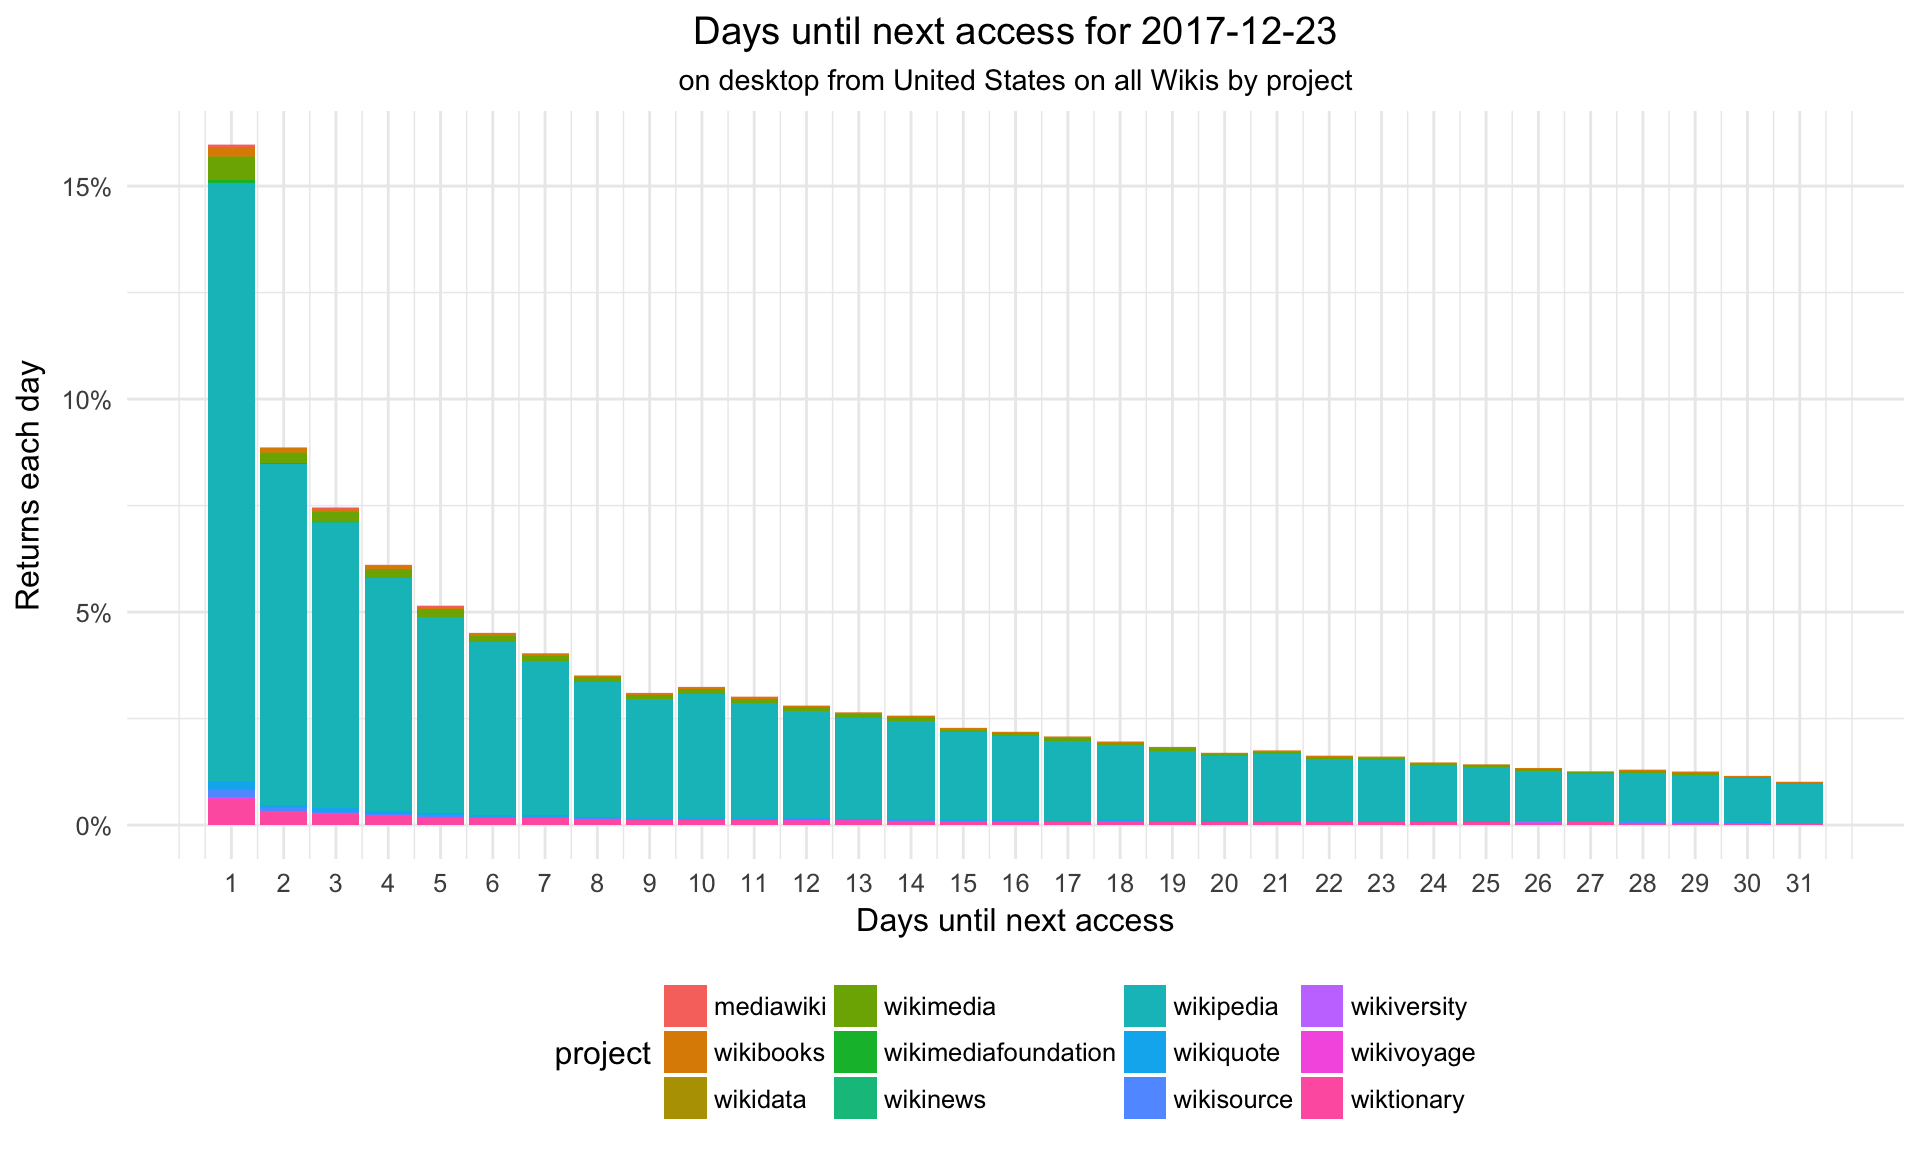 Days until next access for 2017-12-23
on desktop from United States on all Wikis by project
Returns each day
15%
10%
5%
0%
1 2 3 4 5 6 7 8 9 10 11 12 13 14 15 16 17 18 19 20 21 22 23 24 25 26 27 28 29 30 31
Days until next access
project
mediawiki wikimedia wikipedia wikiversity
wikibooks wikimediafoundation wikiquote wikivoyage
wikidata wikinews wikisource wiktionary